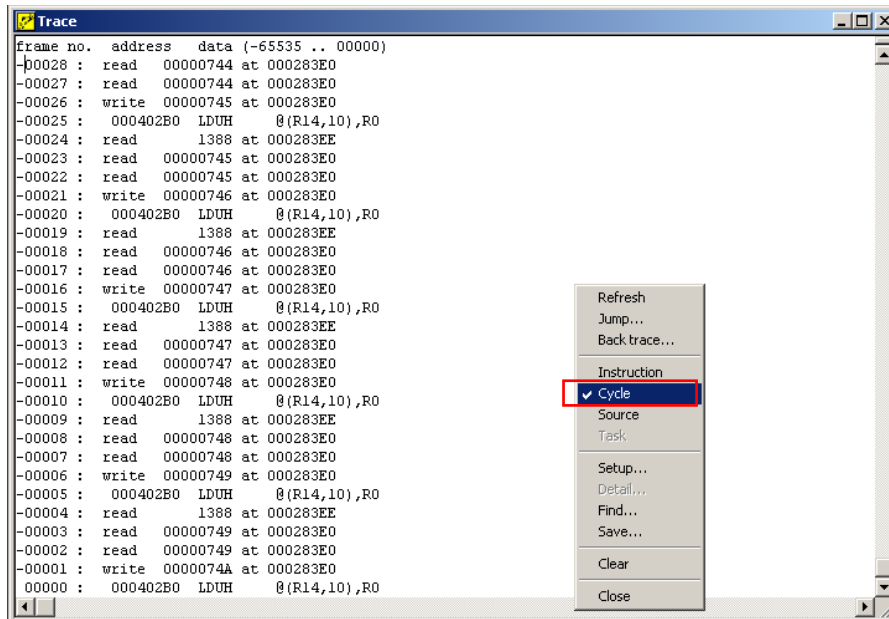 Trace
frame no.  address   data (-65535 .. 00000)
-00028 :  read   00000744 at 000283E0
-00027 :  read   00000744 at 000283E0
-00026 :  write  00000745 at 000283E0
-00025 :   000402B0  LDUH     @(R14,10),R0
-00024 :  read       1388 at 000283EE
-00023 :  read   00000745 at 000283E0
-00022 :  read   00000745 at 000283E0
-00021 :  write  00000746 at 000283E0
-00020 :   000402B0  LDUH     @(R14,10),R0
-00019 :  read       1388 at 000283EE
-00018 :  read   00000746 at 000283E0
-00017 :  read   00000746 at 000283E0
-00016 :  write  00000747 at 000283E0
-00015 :   000402B0  LDUH     @(R14,10),R0
-00014 :  read       1388 at 000283EE
-00013 :  read   00000747 at 000283E0
-00012 :  read   00000747 at 000283E0
-00011 :  write  00000748 at 000283E0
-00010 :   000402B0  LDUH     @(R14,10),R0
-00009 :  read       1388 at 000283EE
-00008 :  read   00000748 at 000283E0
-00007 :  read   00000748 at 000283E0
-00006 :  write  00000749 at 000283E0
-00005 :   000402B0  LDUH     @(R14,10),R0
-00004 :  read       1388 at 000283EE
-00003 :  read   00000749 at 000283E0
-00002 :  read   00000749 at 000283E0
-00001 :  write  0000074A at 000283E0
00000 :   000402B0  LDUH     @(R14,10),R0
Refresh
Jump...
Back trace...
Instruction
Cycle
Source
Task
Setup...
Detail...
Find...
Save...
Clear
Close